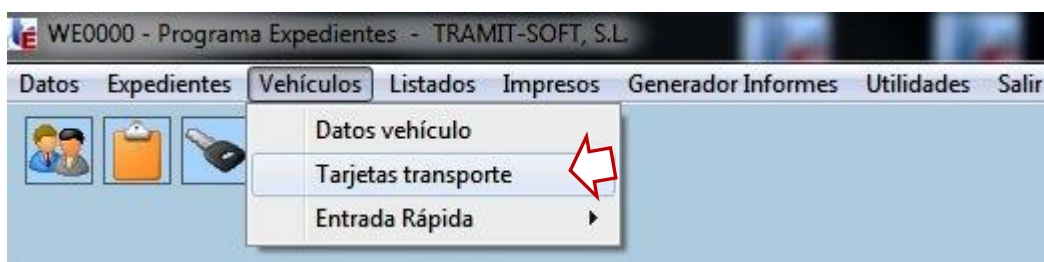 WE0000 - Programa Expedientes - TRAMIT-SOFT, S.L.
Datos Expedientes Vehículos Listados Impresos Generador Informes Utilidades Salir
Datos vehículo
Tarjetas transporte
Entrada Rápida